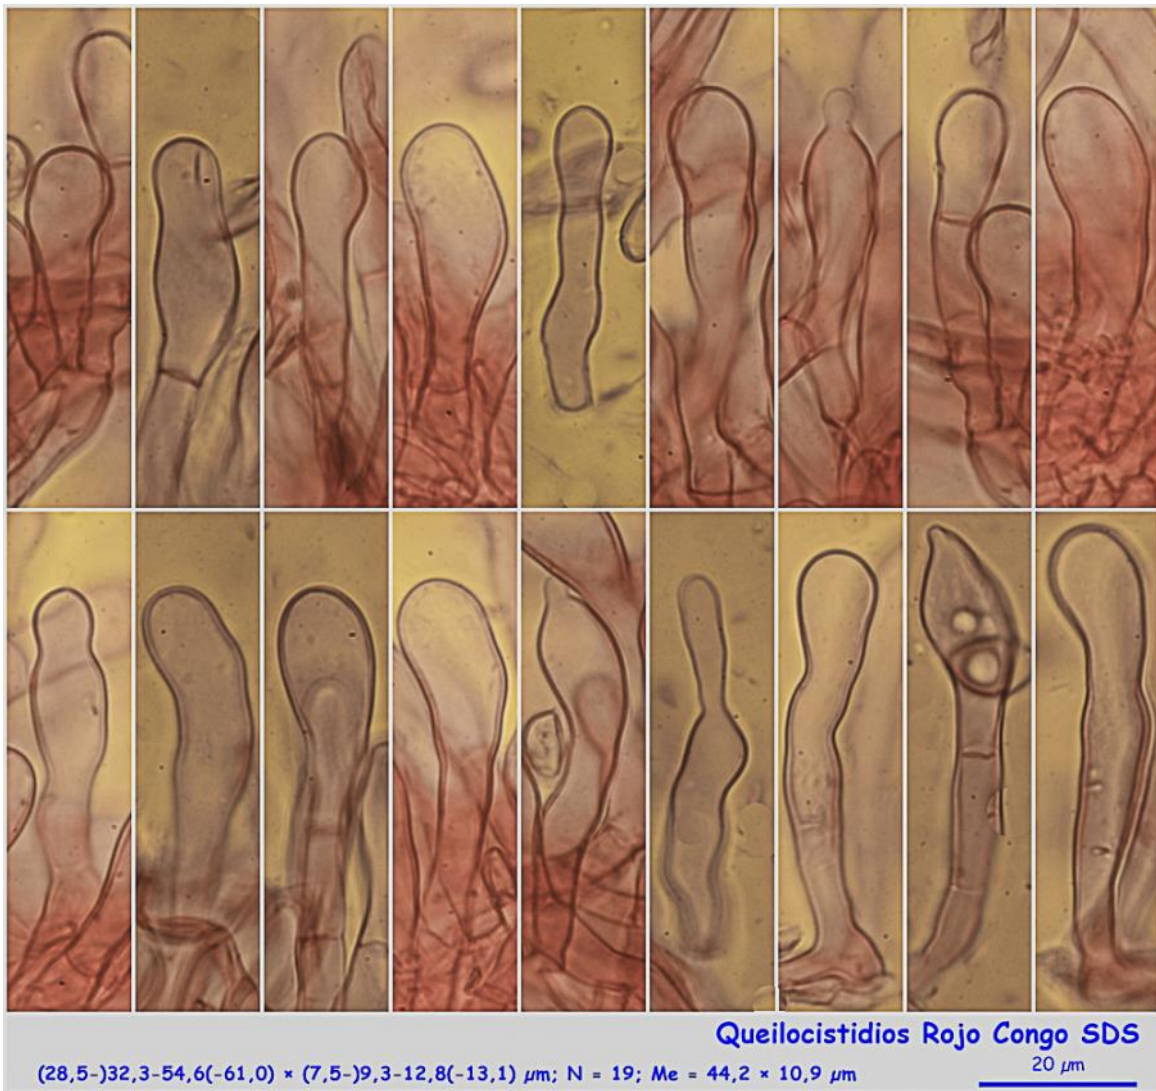 Queilocistidios Rojo Congo SDS
20 µm
(28,5-)32,3-54,6(-61,0) × (7,5-)9,3-12,8(-13,1) µm; N = 19; Me = 44,2 × 10,9 µm